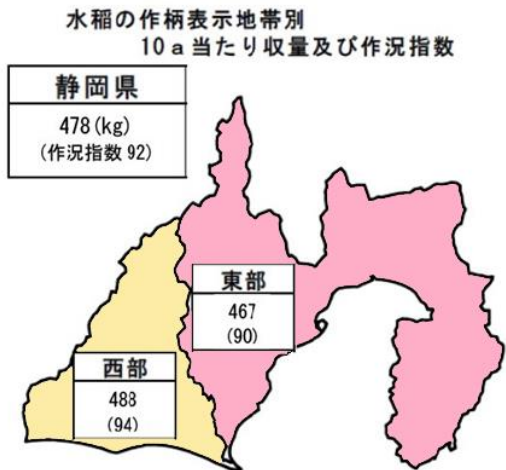 水稲の作柄表示地帯別
10a当たり収量及び作況指数
静岡県
478(kg)
(作況指数92)
東部
467
(90)
西部
488
(94)